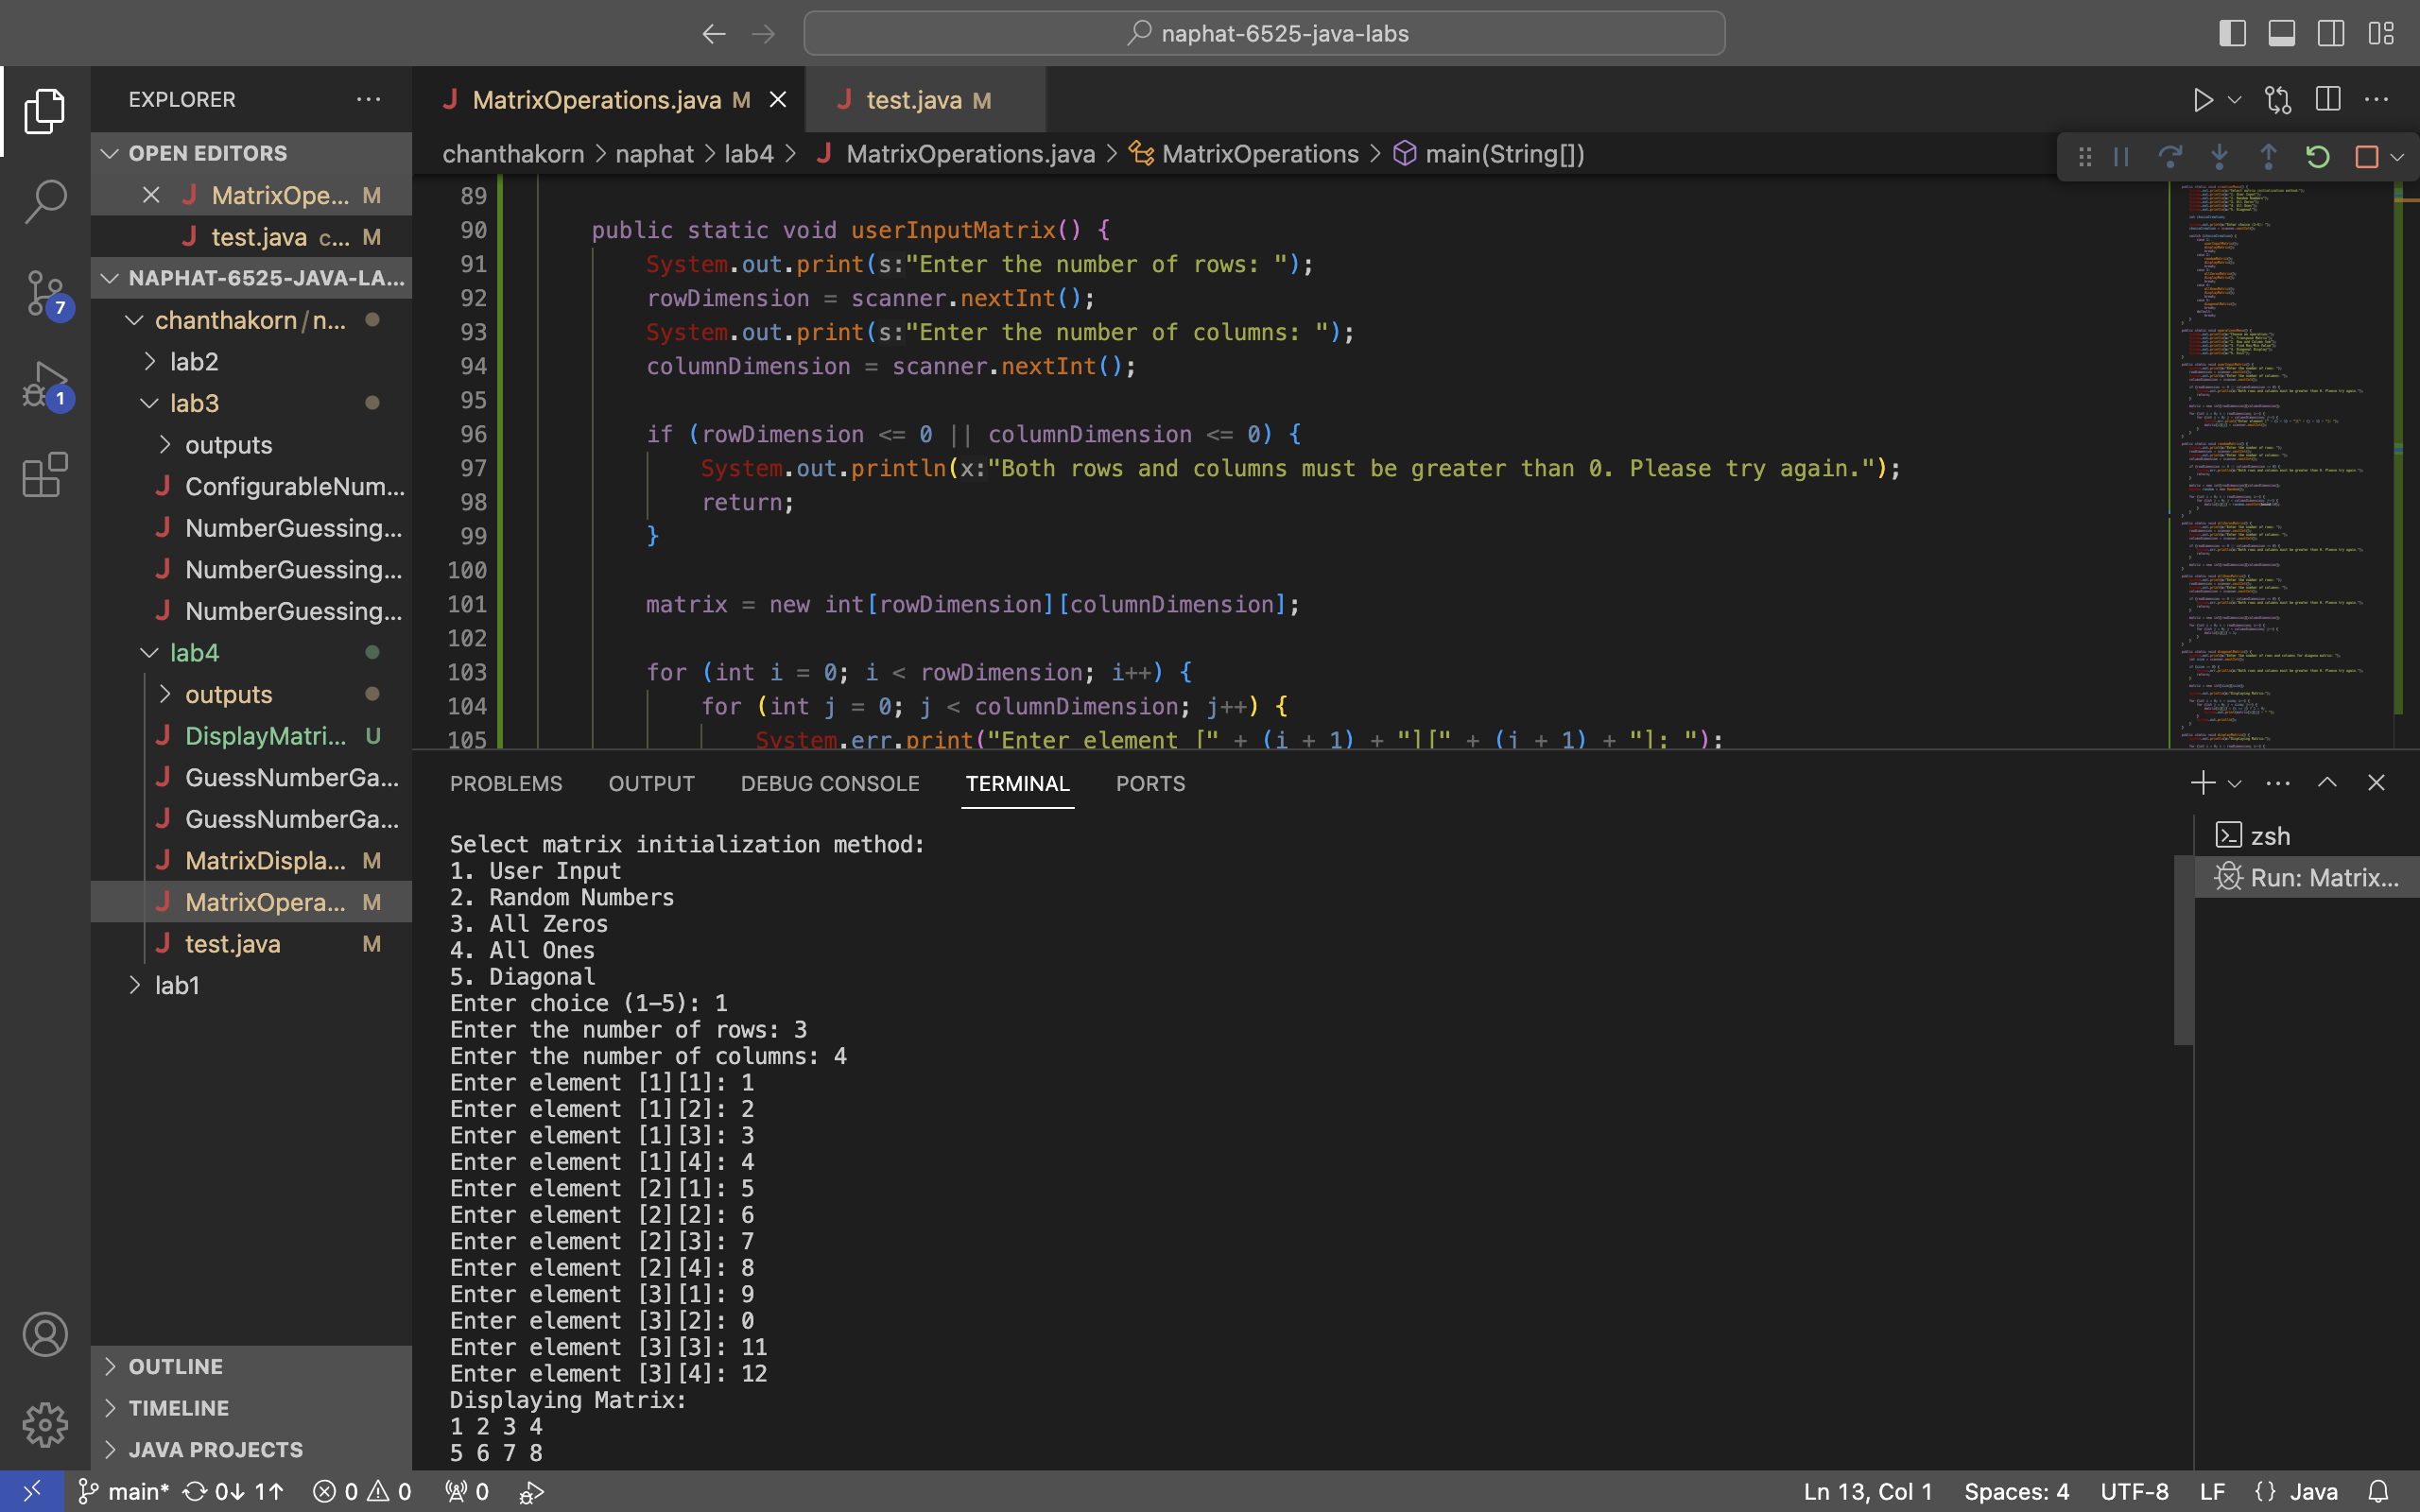 naphat-6525-java-labs
EXPLORER
OPEN EDITORS
MatrixOpe... M
test.java c... M
NAPHAT-6525-JAVA-LA...
chanthakorn/n...
lab2
lab3
outputs
ConfigurableNum...
NumberGuessing...
NumberGuessing...
NumberGuessing...
lab4
outputs
DisplayMatri... U
GuessNumberGa...
GuessNumberGa...
MatrixDispla... M
MatrixOpera... M
test.java M
lab1
OUTLINE
TIMELINE
JAVA PROJECTS
7
1
MatrixOperations.java M
test.java M
chanthakorn > naphat > lab4 > MatrixOperations.java > MatrixOperations > main(String[])
89
90 public static void userInputMatrix() {
91 System.out.print(s:"Enter the number of rows: ");
92 rowDimension = scanner.nextInt();
93 System.out.print(s:"Enter the number of columns: ");
94 columnDimension = scanner.nextInt();
95
96 if (rowDimension <= 0 || columnDimension <= 0) {
97 System.out.println(x:"Both rows and columns must be greater than 0. Please try again.");
98 return;
99 }
100
101 matrix = new int[rowDimension][columnDimension];
102
103 for (int i = 0; i < rowDimension; i++) {
104 for (int j = 0; j < columnDimension; j++) {
105 System.err.print("Enter element [" + (i + 1) + "][" + (j + 1) + "]: ");
PROBLEMS OUTPUT DEBUG CONSOLE TERMINAL PORTS
Select matrix initialization method:
1. User Input
2. Random Numbers
3. All Zeros
4. All Ones
5. Diagonal
Enter choice (1-5): 1
Enter the number of rows: 3
Enter the number of columns: 4
Enter element [1][1]: 1
Enter element [1][2]: 2
Enter element [1][3]: 3
Enter element [1][4]: 4
Enter element [2][1]: 5
Enter element [2][2]: 6
Enter element [2][3]: 7
Enter element [2][4]: 8
Enter element [3][1]: 9
Enter element [3][2]: 0
Enter element [3][3]: 11
Enter element [3][4]: 12
Displaying Matrix:
1 2 3 4
5 6 7 8
zsh
Run: Matrix...
main* 0↓ 1↑ 0 0 0
Ln 13, Col 1 Spaces: 4 UTF-8 LF {} Java